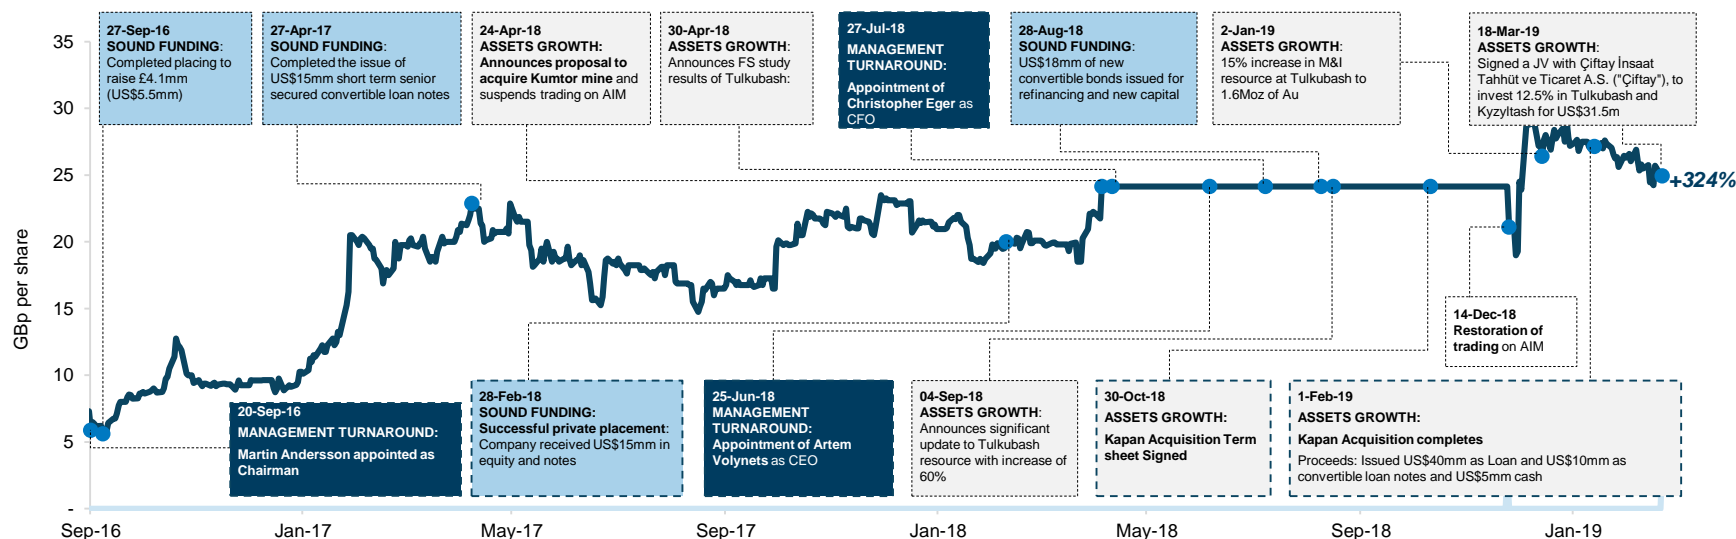 27-Sep-16
SOUND FUNDING:
Completed placing to
raise £4.1mm
(US$5.5mm)
27-Apr-17
SOUND FUNDING:
Completed the issue of
US$15mm short term senior
secured convertible loan notes
24-Apr-18
ASSETS GROWTH:
Announces proposal to
acquire Kumtor mine and
suspends trading on AIM
30-Apr-18
ASSETS GROWTH:
Announces FS study
results of Tulkubash:
27-Jul-18
MANAGEMENT
TURNAROUND:
Appointment of
Christopher Eger as
CFO
28-Aug-18
SOUND FUNDING:
US$18mm of new
convertible bonds issued for
refinancing and new capital
2-Jan-19
ASSETS GROWTH:
15% increase in M&I
resource at Tulkubash to
1.6Moz of Au
18-Mar-19
ASSETS GROWTH:
Signed a JV with Çiftay İnsaat
Tahhüt ve Ticaret A.S. ("Çiftay"), to
invest 12.5% in Tulkubash and
Kyzyltash for US$31.5m
GBp per share
35
30
25
20
15
10
5
-
+324%
14-Dec-18
Restoration of
trading on AIM
20-Sep-16
MANAGEMENT TURNAROUND:
Martin Andersson appointed as
Chairman
28-Feb-18
SOUND FUNDING:
Successful private placement:
Company received US$15mm in
equity and notes
25-Jun-18
MANAGEMENT
TURNAROUND:
Appointment of Artem
Volynets as CEO
04-Sep-18
ASSETS GROWTH:
Announces significant
update to Tulkubash
resource with increase of
60%
30-Oct-18
ASSETS GROWTH:
Kapan Acquisition Term
sheet Signed
1-Feb-19
ASSETS GROWTH:
Kapan Acquisition completes
Proceeds: Issued US$40mm as Loan and US$10mm as
convertible loan notes and US$5mm cash
Sep-16
Jan-17
May-17
Sep-17
Jan-18
May-18
Sep-18
Jan-19